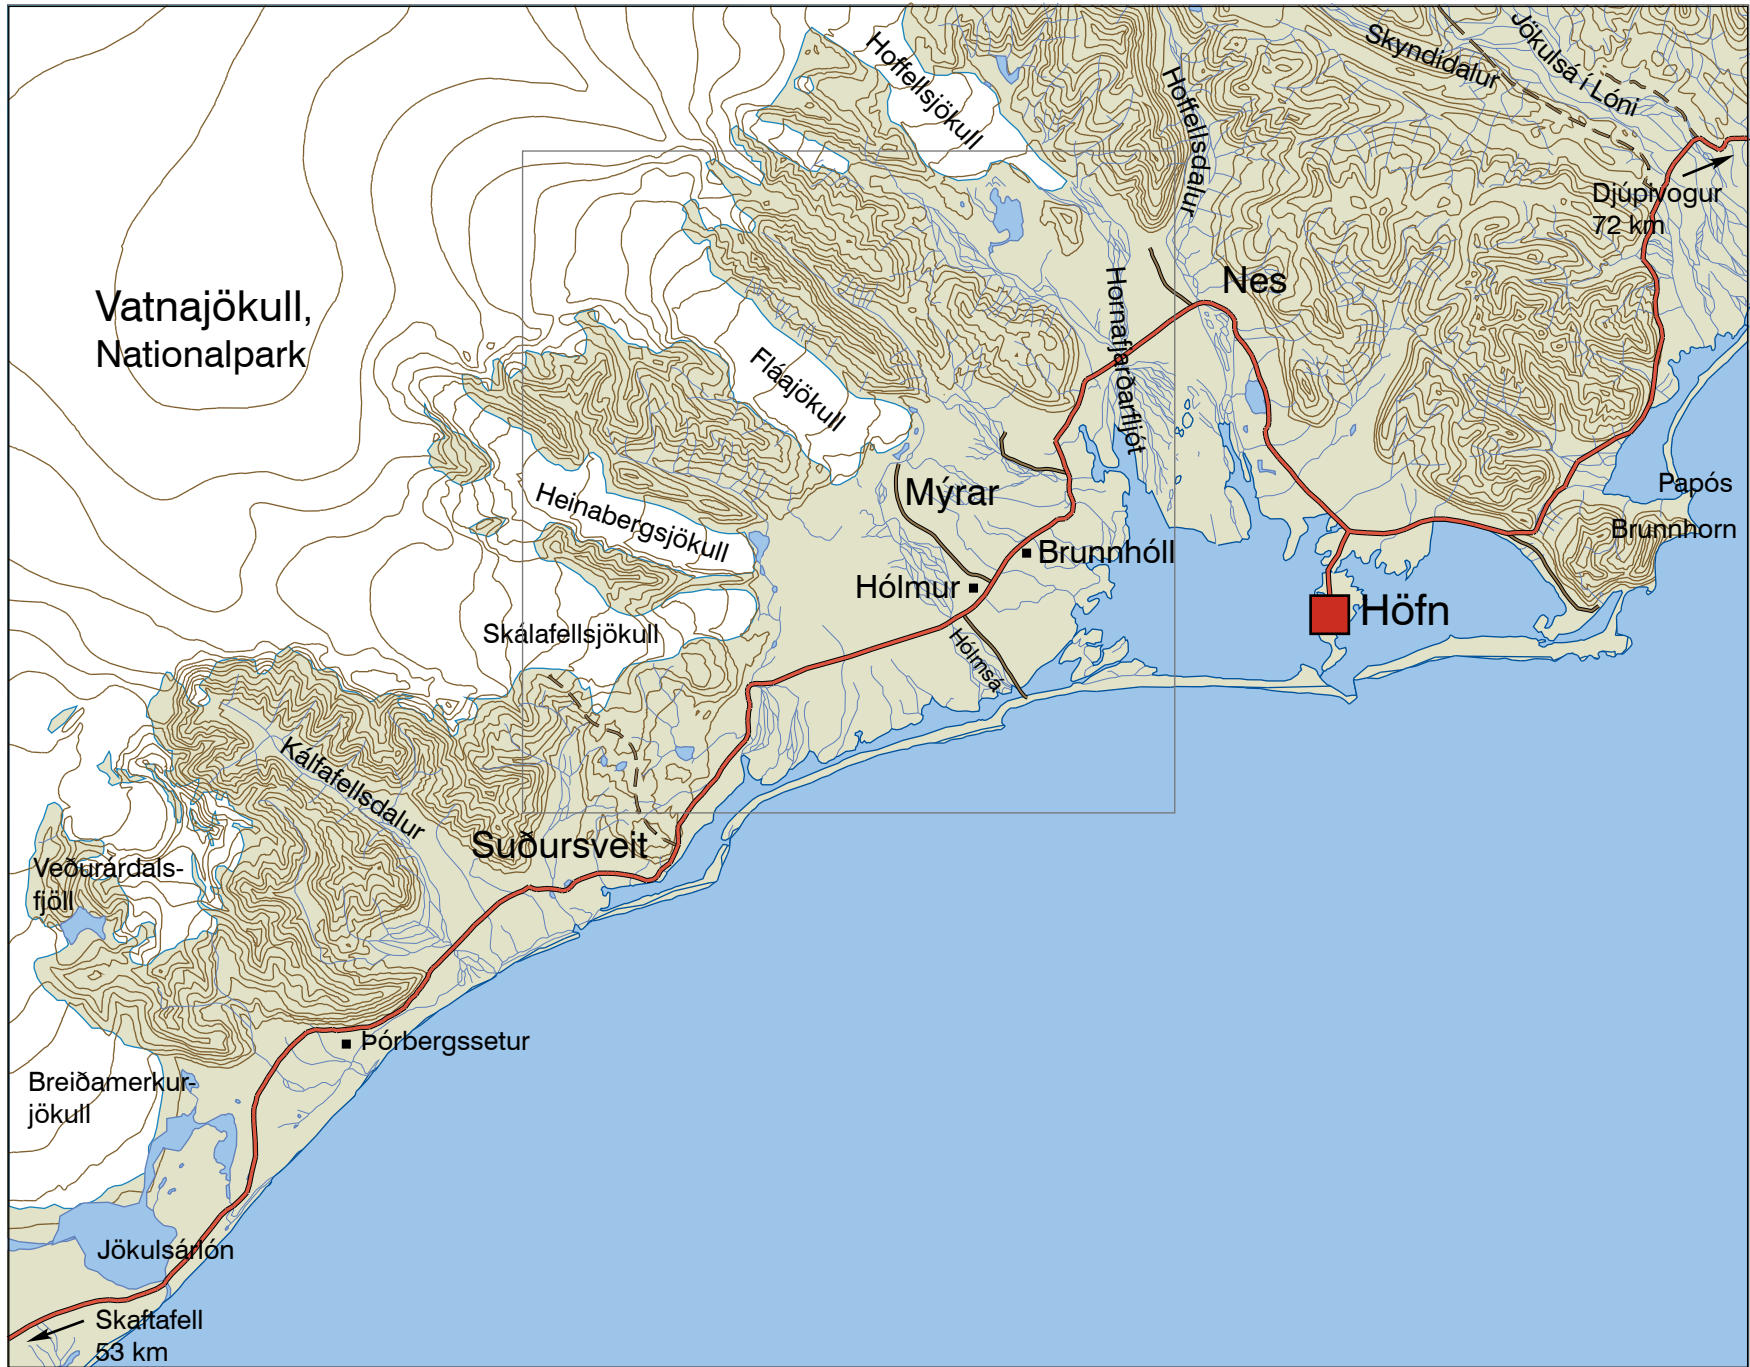 Hoffellsjökull
Skyndidalur
Jökulsá í Lóni
Hoffellsdalur
Djúpivogur
72 km
Nes
Hornafjarðarfljót
Vatnajökull,
Nationalpark
Fláajökull
Mýrar
Papós
Brunnhorn
Heinabergsjökull
Brunnhóll
Hólmur
Höfn
Skálafellsjökull
Hólmsá
Kálfafellsdalur
Suðursveit
Veðurárdals-
fjöll
Þórbergssetur
Breiðamerkur-
jökull
Jökulsárlón
Skaftafell
53 km